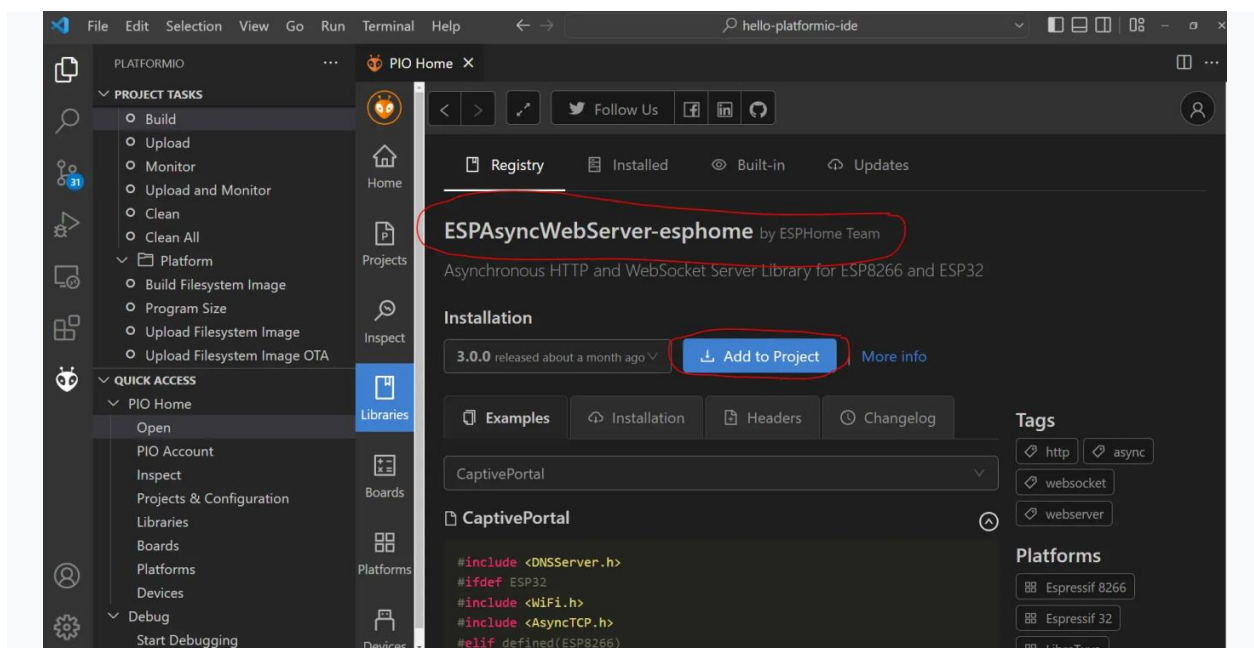 File Edit Selection View Go Run Terminal Help
hello-platformio-ide
PLATFORMIO
PROJECT TASKS
Build
Upload
Monitor
Upload and Monitor
Clean
Clean All
Platform
Build Filesystem Image
Program Size
Upload Filesystem Image
Upload Filesystem Image OTA
QUICK ACCESS
PIO Home
Open
PIO Account
Inspect
Projects & Configuration
Libraries
Boards
Platforms
Devices
Debug
Start Debugging
31
PIO Home
Home
Projects
Inspect
Libraries
Boards
Platforms
Devices
Follow Us
Registry Installed Built-in Updates
ESPAsyncWebServer-esphome by ESPHome Team
Asynchronous HTTP and WebSocket Server Library for ESP8266 and ESP32
Installation
3.0.0 released about a month ago Add to Project More info
Examples Installation Headers Changelog
CaptivePortal
CaptivePortal
#include <DNSServer.h>
#ifdef ESP32
#include <WiFi.h>
#include <AsyncTCP.h>
#elif defined(ESP8266)
Tags
http async
websocket
webserver
Platforms
Espressif 8266
Espressif 32